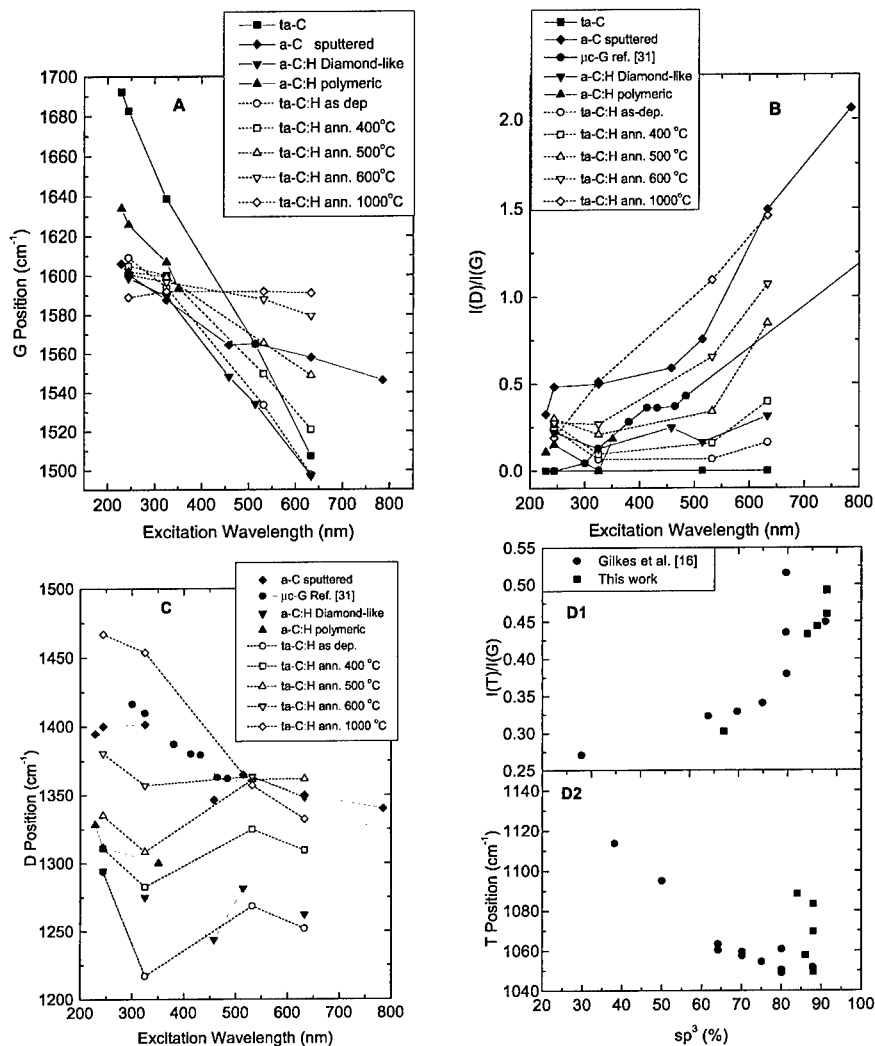 ta-C
a-C sputtered
a-C:H Diamond-like
a-C:H polymeric
ta-C:H as dep
ta-C:H ann. 400°C
ta-C:H ann. 500°C
ta-C:H ann. 600°C
ta-C:H ann. 1000°C
A
1700
1680
1660
1640
1620
1600
1580
1560
1540
1520
1500
G Position (cm⁻¹)
100 200 300 400 500 600 700 800
Excitation Wavelength (nm)
ta-C
a-C sputtered
μc-G ref. [31]
a-C:H Diamond-like
a-C:H polymeric
ta-C:H as-dep.
ta-C:H ann. 400 °C
ta-C:H ann. 500 °C
ta-C:H ann. 600 °C
ta-C:H ann. 1000°C
B
2.0
1.5
1.0
0.5
0.0
I(D)/I(G)
200 300 400 500 600 700 800
Excitation Wavelength (nm)
C
a-C sputtered
μc-G Ref. [31]
a-C:H Diamond-like
a-C:H polymeric
ta-C:H as dep.
ta-C:H ann. 400 °C
ta-C:H ann. 500 °C
ta-C:H ann. 600 °C
ta-C:H ann. 1000 °C
1500
1450
1400
1350
1300
1250
1200
D Position (cm⁻¹)
100 200 300 400 500 600 700 800
Excitation Wavelength (nm)
Gilkes et al. [16]
This work
D1
0.55
0.50
0.45
0.40
0.35
0.30
0.25
I(T)/I(G)
D2
1140
1120
1100
1080
1060
1040
T Position (cm⁻¹)
20 30 40 50 60 70 80 90 100
sp³ (%)